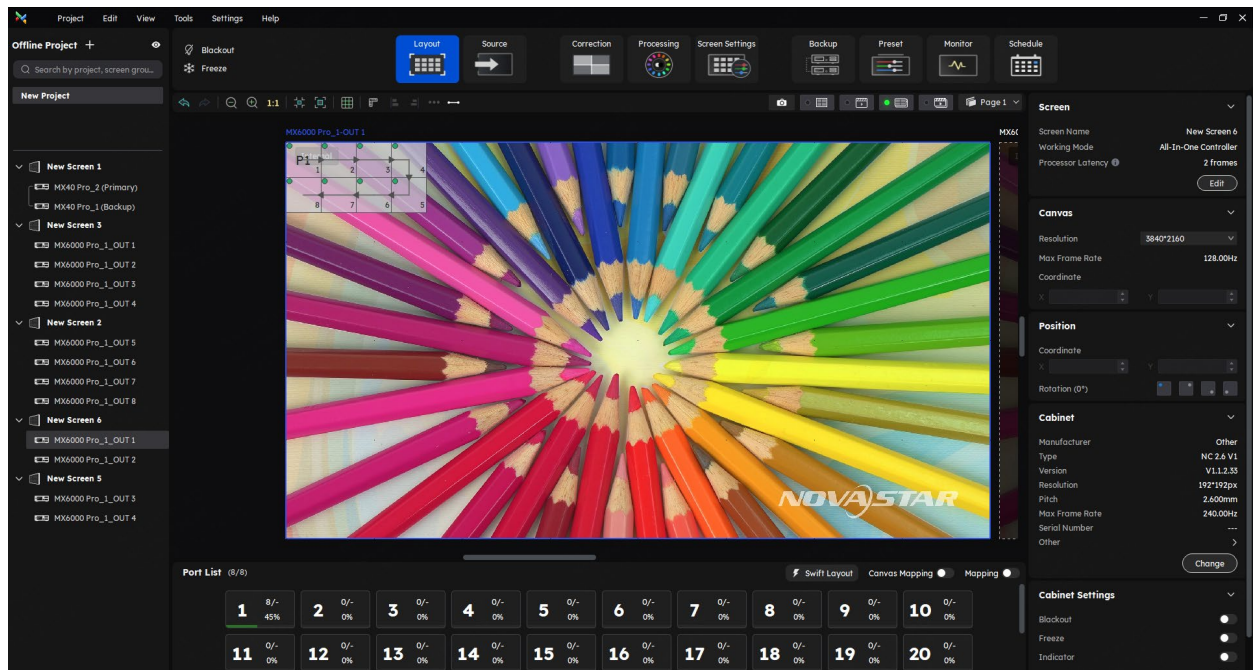 Project Edit View Tools Settings Help
Offline Project +
Search by project, screen grou...
New Project
New Screen 1
MX40 Pro_2 (Primary)
MX40 Pro_1 (Backup)
New Screen 3
MX6000 Pro_1_OUT 1
MX6000 Pro_1_OUT 2
MX6000 Pro_1_OUT 3
MX6000 Pro_1_OUT 4
New Screen 2
MX6000 Pro_1_OUT 5
MX6000 Pro_1_OUT 6
MX6000 Pro_1_OUT 7
MX6000 Pro_1_OUT 8
New Screen 6
MX6000 Pro_1_OUT 1
MX6000 Pro_1_OUT 2
New Screen 5
MX6000 Pro_1_OUT 3
MX6000 Pro_1_OUT 4
Blackout
Freeze
Layout Source Correction Processing Screen Settings Backup Preset Monitor Schedule
1:1
Page 1
MX6000 Pro_1-OUT 1
P1
1 2 3 4
8 7 6 5
NOVASTAR
Port List (8/8)
Swift Layout Canvas Mapping Mapping
1 8/- 45%
2 0/- 0%
3 0/- 0%
4 0/- 0%
5 0/- 0%
6 0/- 0%
7 0/- 0%
8 0/- 0%
9 0/- 0%
10 0/- 0%
11 0/- 0%
12 0/- 0%
13 0/- 0%
14 0/- 0%
15 0/- 0%
16 0/- 0%
17 0/- 0%
18 0/- 0%
19 0/- 0%
20 0/- 0%
Screen
Screen Name New Screen 6
Working Mode All-In-One Controller
Processor Latency 2 frames
Edit
Canvas
Resolution 3840*2160
Max Frame Rate 128.00Hz
Coordinate
X Y
Position
Coordinate
X Y
Rotation (0°)
Cabinet
Manufacturer Other
Type NC 2.6 V1
Version V1.1.2.33
Resolution 192*192px
Pitch 2.600mm
Max Frame Rate 240.00Hz
Serial Number ---
Other >
Change
Cabinet Settings
Blackout
Freeze
Indicator